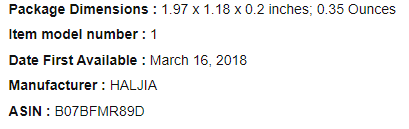 Package Dimensions : 1.97 x 1.18 x 0.2 inches; 0.35 Ounces
Item model number : 1
Date First Available : March 16, 2018
Manufacturer : HALJIA
ASIN : B07BFMR89D